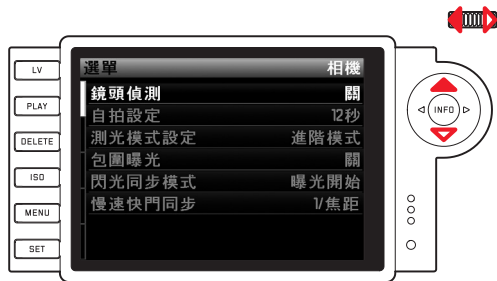 LV
PLAY
DELETE
ISO
MENU
SET
選單 相機
鏡頭偵測 關
自拍設定 12秒
測光模式設定 進階模式
包圍曝光 關
閃光同步模式 曝光開始
慢速快門同步 1/焦距
INFO